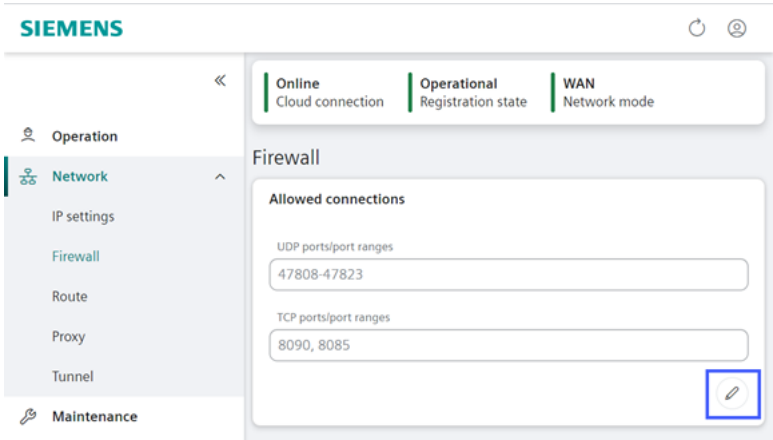 SIEMENS
Online
Cloud connection
Operational
Registration state
WAN
Network mode
Operation
Network
IP settings
Firewall
Route
Proxy
Tunnel
Maintenance
Firewall
Allowed connections
UDP ports/port ranges
47808-47823
TCP ports/port ranges
8090, 8085